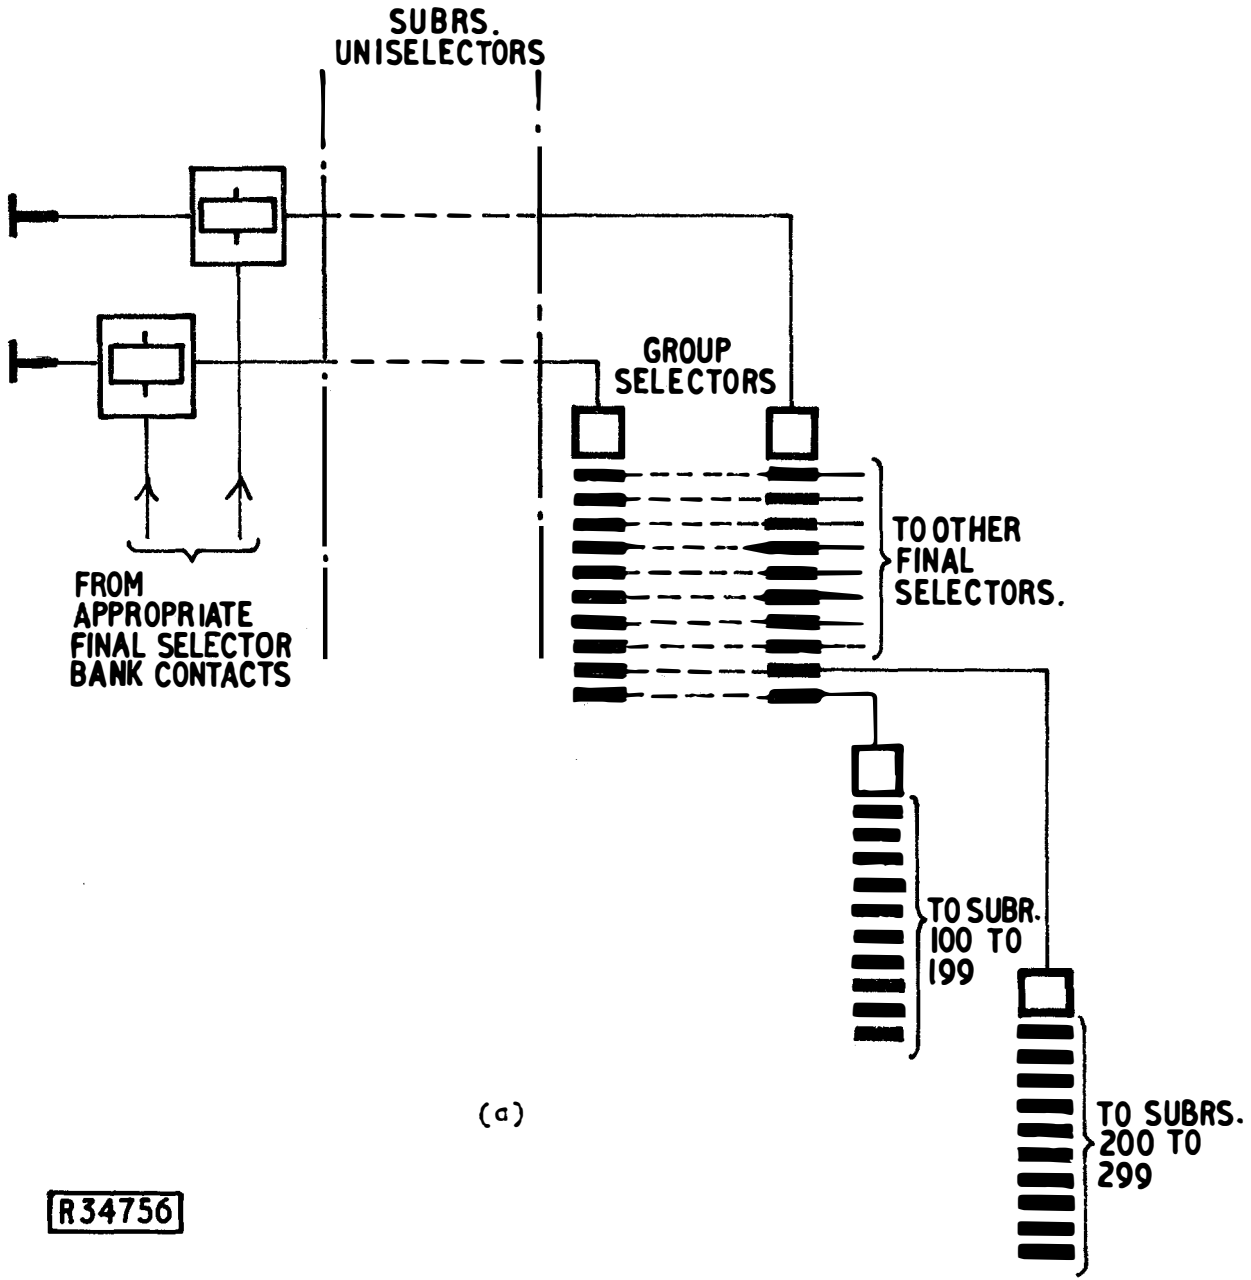 SUBRS.
UNISELECTORS
GROUP
SELECTORS
TO OTHER
FINAL
SELECTORS.
FROM
APPROPRIATE
FINAL SELECTOR
BANK CONTACTS
TO SUBR.
100 TO
199
(a)
TO SUBRS.
200 TO
299
R34756